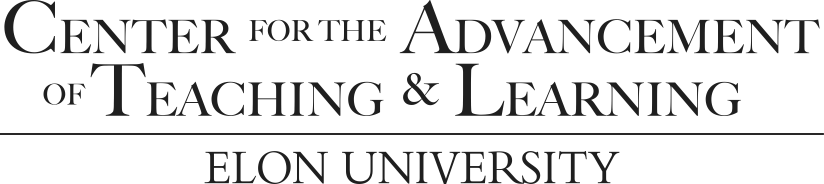 CENTER FOR THE ADVANCEMENT
OF TEACHING & LEARNING
ELON UNIVERSITY